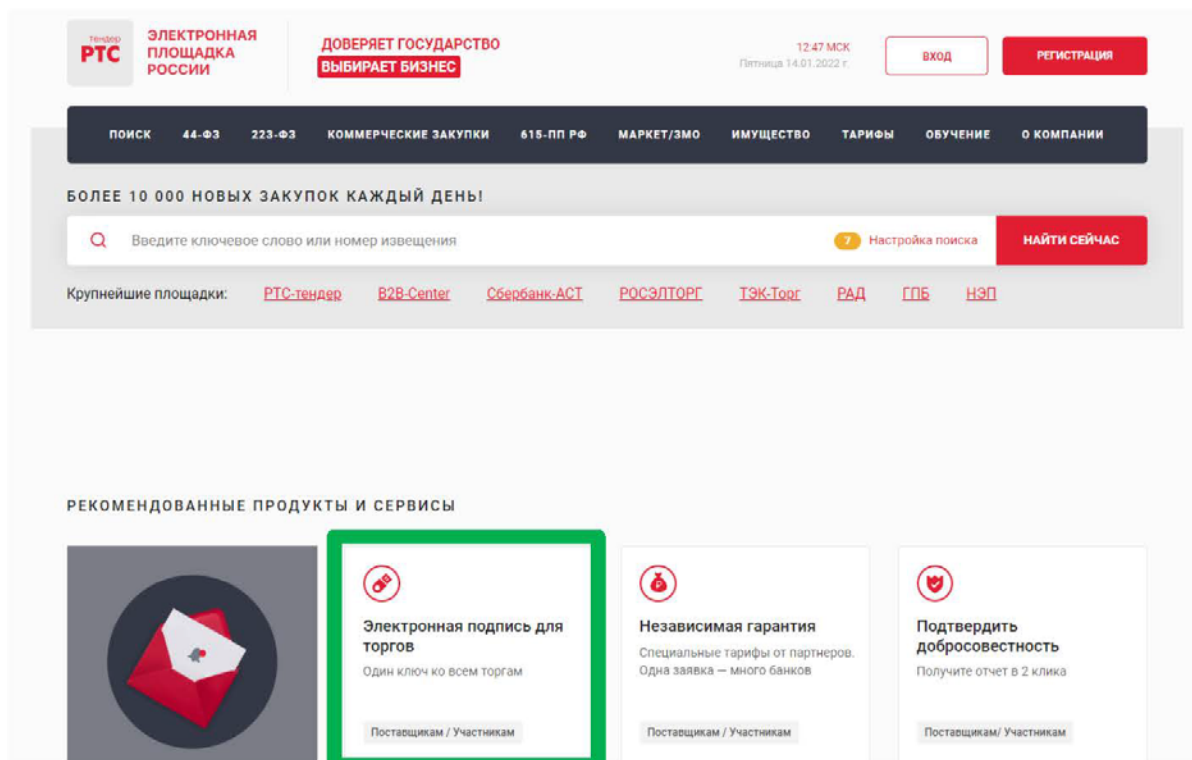 тендер
РТС
ЭЛЕКТРОННАЯ
ПЛОЩАДКА
РОССИИ
ДОВЕРЯЕТ ГОСУДАРСТВО
ВЫБИРАЕТ БИЗНЕС
12:47 МСК
Пятница 14.01.2022 г.
ВХОД
РЕГИСТРАЦИЯ
ПОИСК 44-ФЗ 223-ФЗ КОММЕРЧЕСКИЕ ЗАКУПКИ 615-ПП РФ МАРКЕТ/ЗМО ИМУЩЕСТВО ТАРИФЫ ОБУЧЕНИЕ О КОМПАНИИ
БОЛЕЕ 10 000 НОВЫХ ЗАКУПОК КАЖДЫЙ ДЕНЬ!
Введите ключевое слово или номер извещения 7 Настройка поиска НАЙТИ СЕЙЧАС
Крупнейшие площадки: РТС-тендер B2B-Center Сбербанк-АСТ РОСЭЛТОРГ ТЭК-Торг РАД ГПБ НЭП
РЕКОМЕНДОВАННЫЕ ПРОДУКТЫ И СЕРВИСЫ
Электронная подпись для
торгов
Один ключ ко всем торгам
Поставщикам / Участникам
Независимая гарантия
Специальные тарифы от партнеров.
Одна заявка — много банков
Поставщикам / Участникам
Подтвердить
добросовестность
Получите отчет в 2 клика
Поставщикам/ Участникам